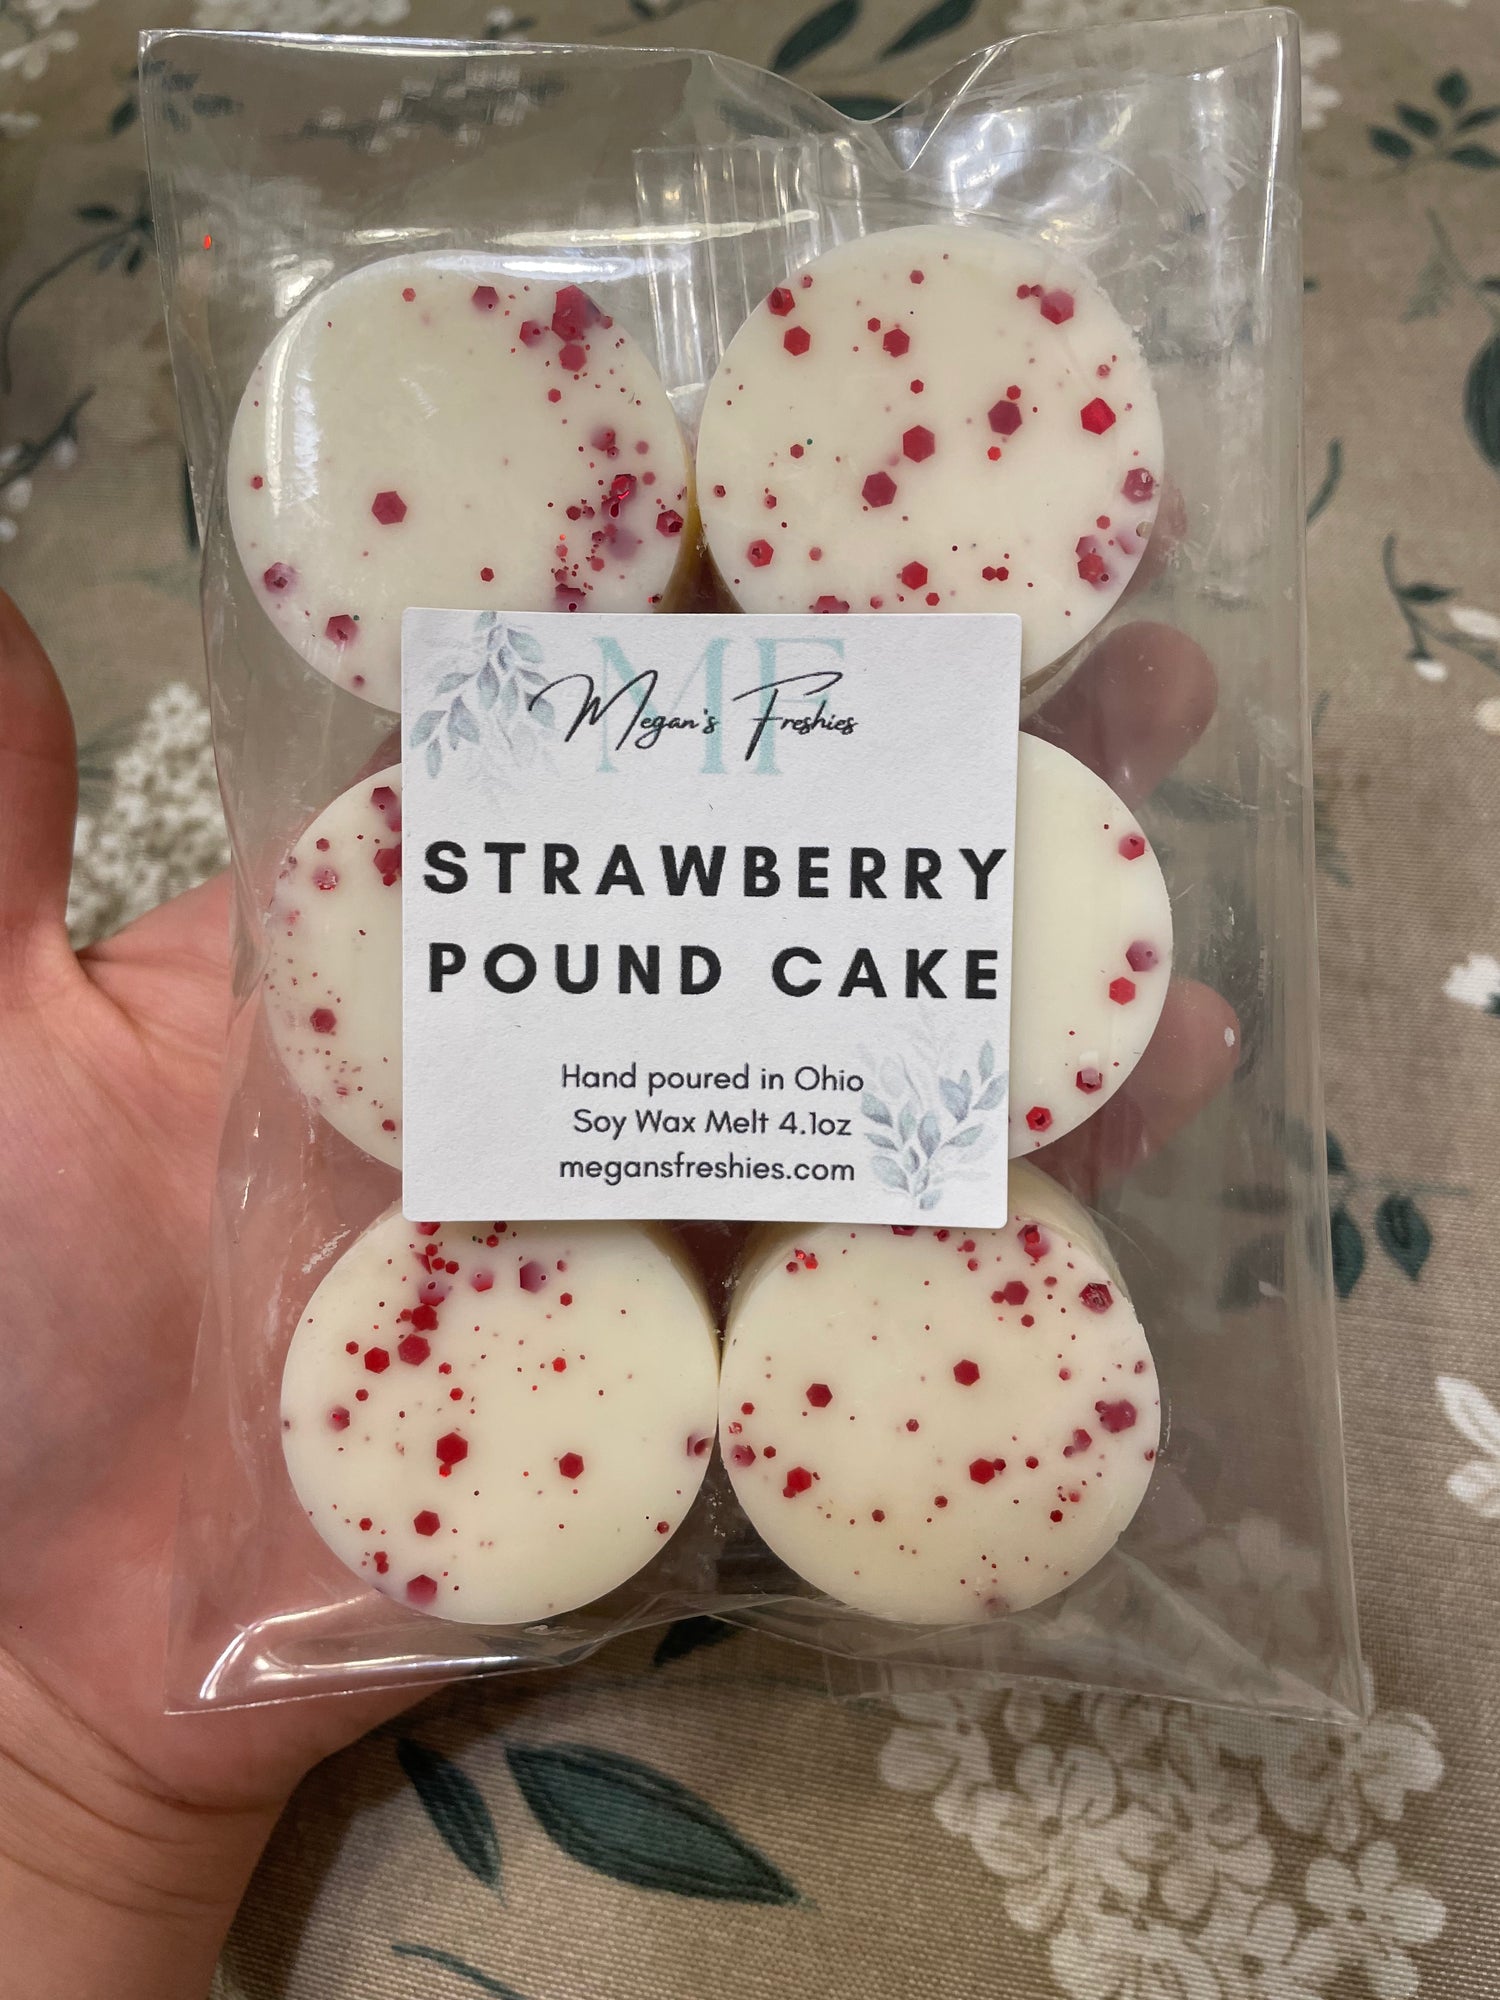 MF
Megan's Freshies
STRAWBERRY
POUND CAKE
Hand poured in Ohio
Soy Wax Melt 4.1oz
megansfreshies.com